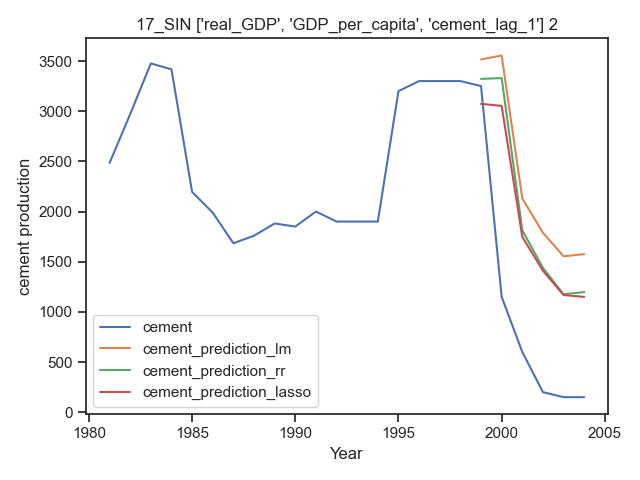 17_SIN ['real_GDP', 'GDP_per_capita', 'cement_lag_1'] 2
3500
3000
2500
2000
1500
1000
500
0
cement production
cement
cement_prediction_lm
cement_prediction_rr
cement_prediction_lasso
1980 1985 1990 1995 2000 2005
Year